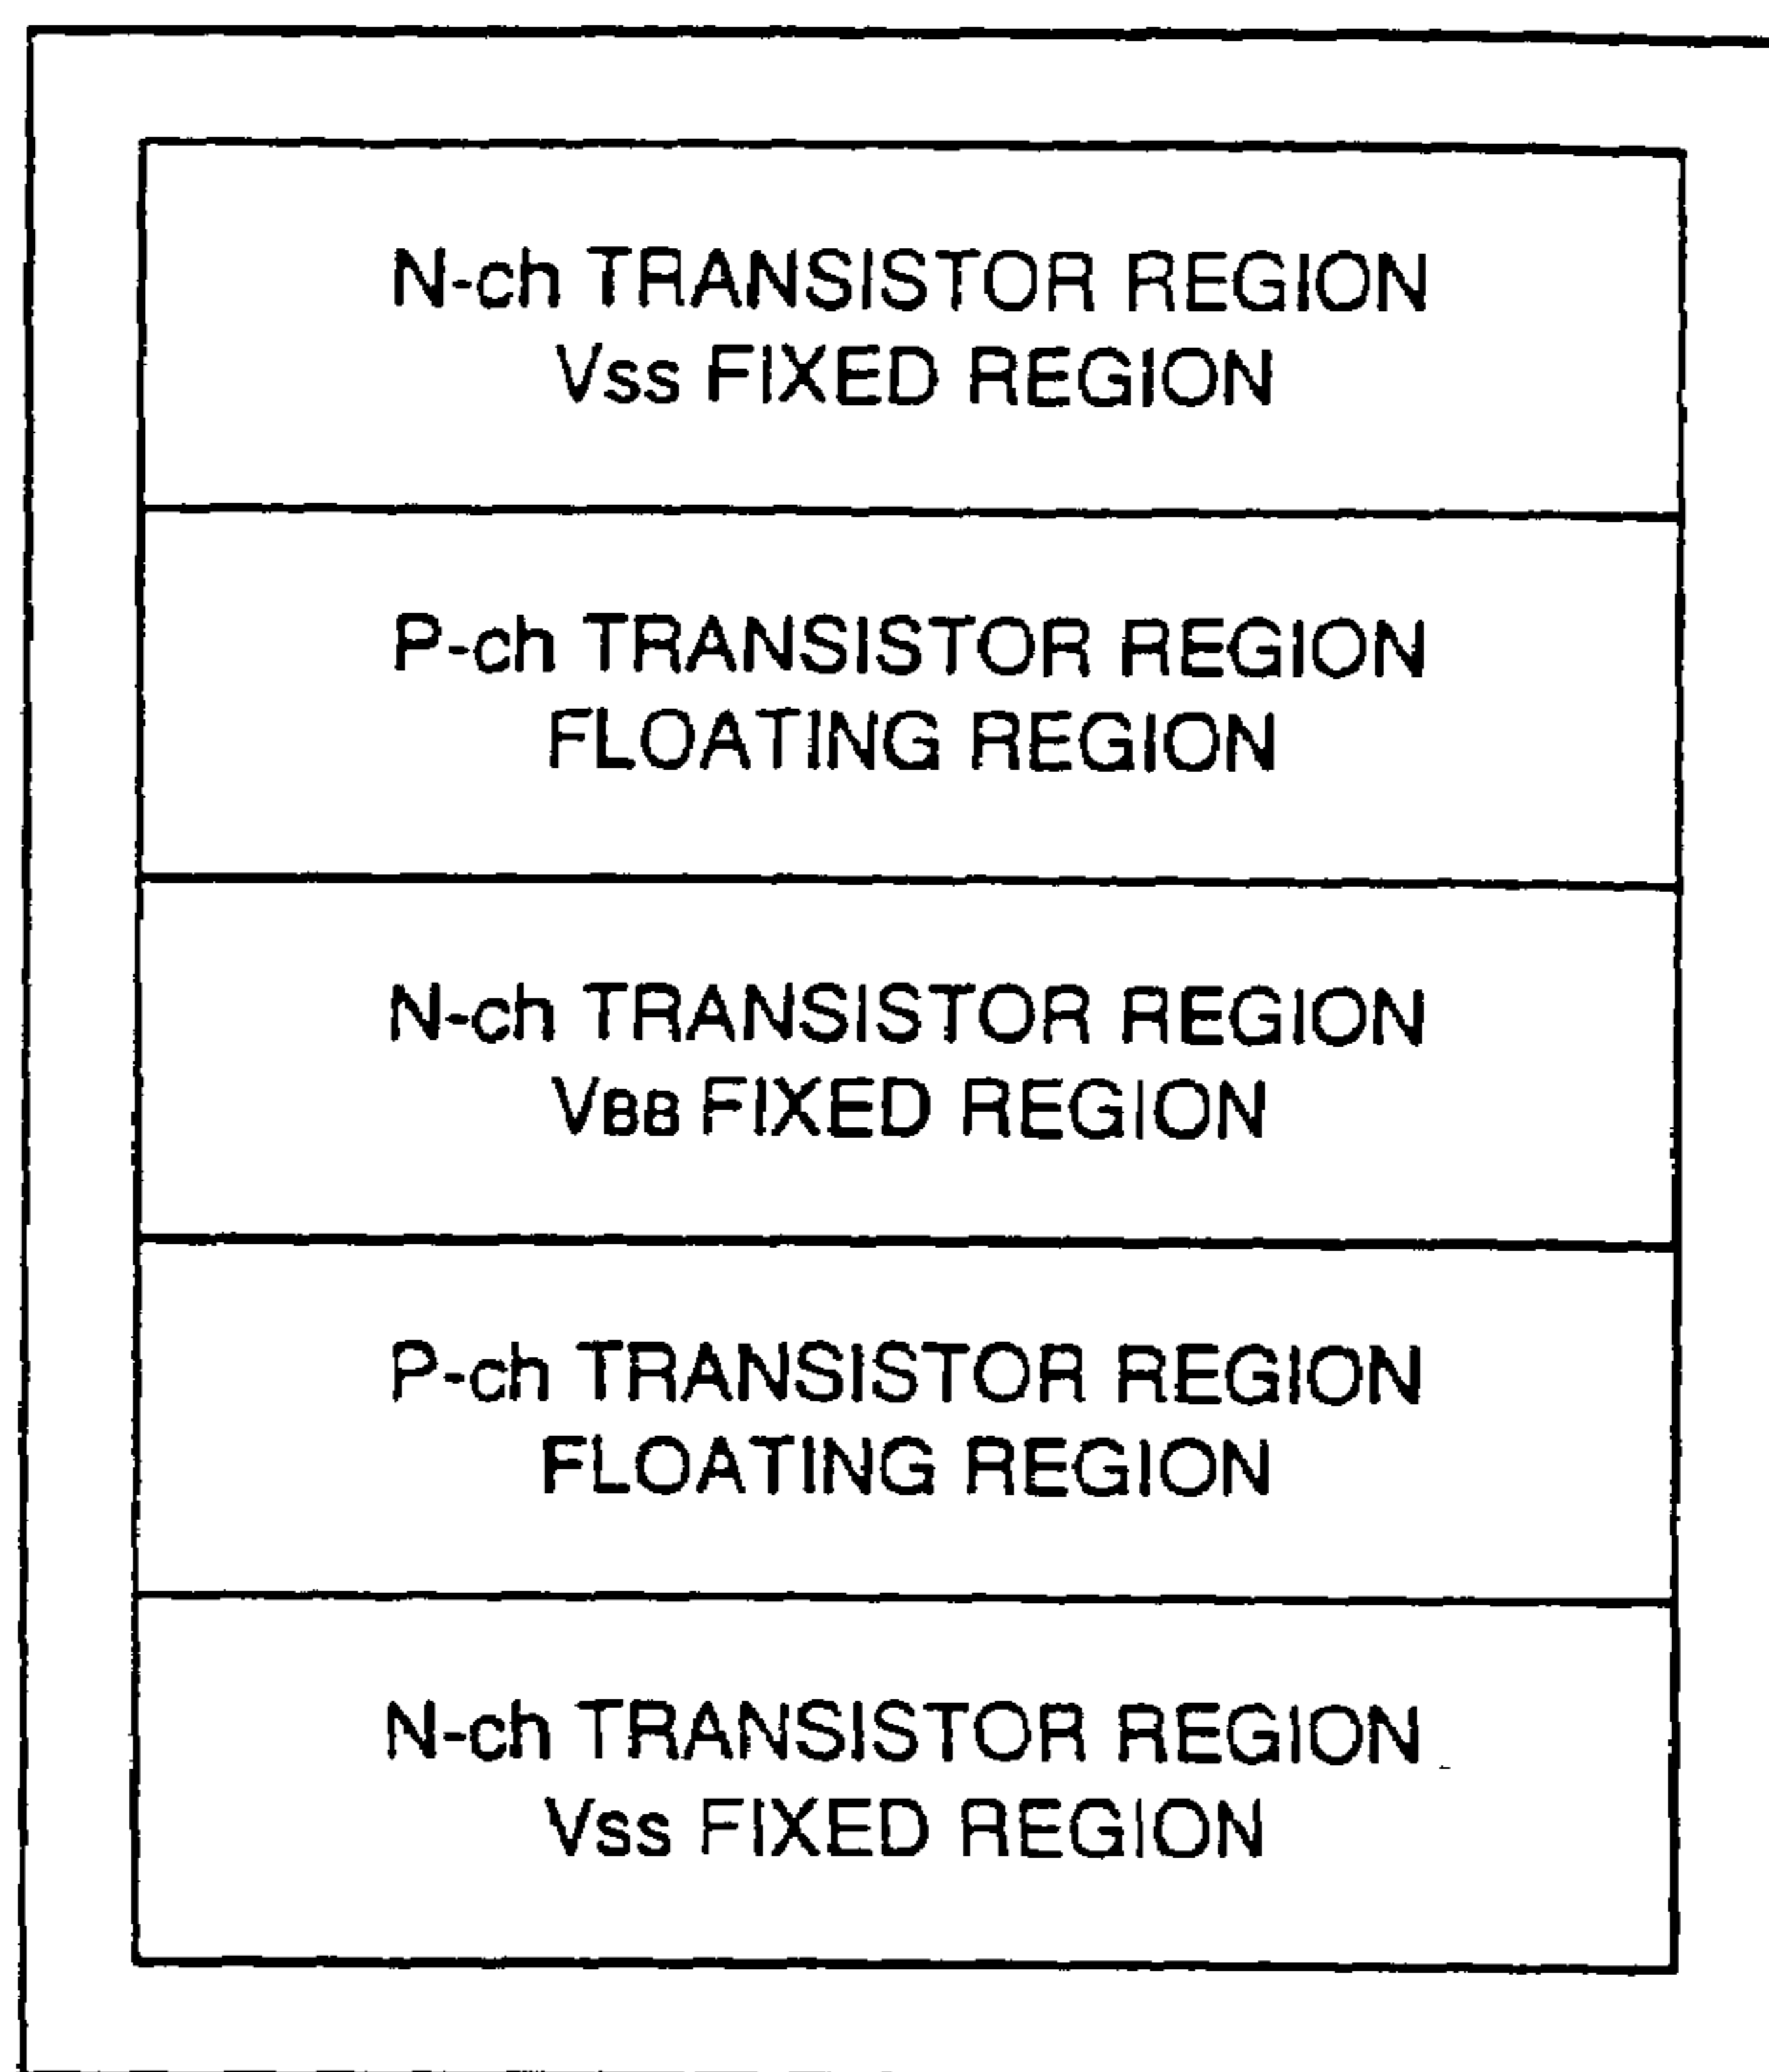 N-ch TRANSISTOR REGION
Vss FIXED REGION
P-ch TRANSISTOR REGION
FLOATING REGION
N-ch TRANSISTOR REGION
VBB FIXED REGION
P-ch TRANSISTOR REGION
FLOATING REGION
N-ch TRANSISTOR REGION
Vss FIXED REGION